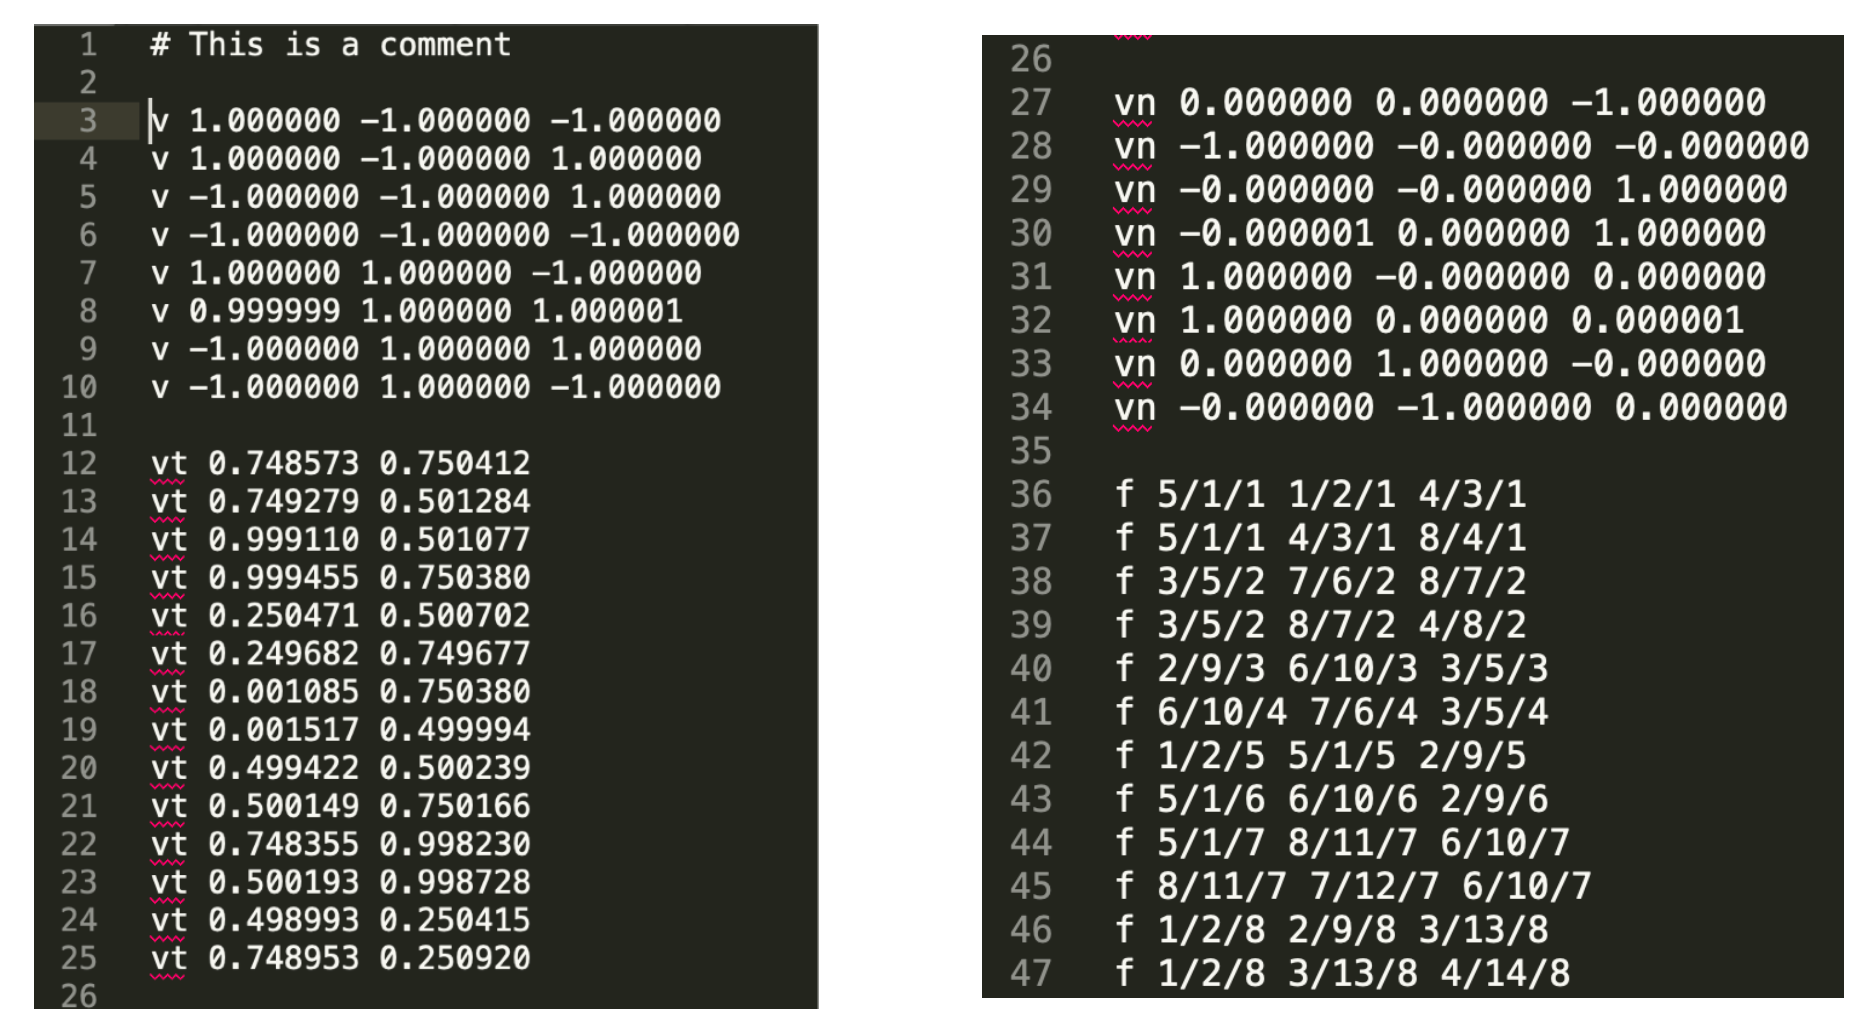 1 # This is a comment
2
3 v 1.000000 -1.000000 -1.000000
4 v 1.000000 -1.000000 1.000000
5 v -1.000000 -1.000000 1.000000
6 v -1.000000 -1.000000 -1.000000
7 v 1.000000 1.000000 -1.000000
8 v 0.999999 1.000000 1.000001
9 v -1.000000 1.000000 1.000000
10 v -1.000000 1.000000 -1.000000
11
12 vt 0.748573 0.750412
13 vt 0.749279 0.501284
14 vt 0.999110 0.501077
15 vt 0.999455 0.750380
16 vt 0.250471 0.500702
17 vt 0.249682 0.749677
18 vt 0.001085 0.750380
19 vt 0.001517 0.499994
20 vt 0.499422 0.500239
21 vt 0.500149 0.750166
22 vt 0.748355 0.998230
23 vt 0.500193 0.998728
24 vt 0.498993 0.250415
25 vt 0.748953 0.250920
26
26
27 vn 0.000000 0.000000 -1.000000
28 vn -1.000000 -0.000000 -0.000000
29 vn -0.000000 -0.000000 1.000000
30 vn -0.000001 0.000000 1.000000
31 vn 1.000000 -0.000000 0.000000
32 vn 1.000000 0.000000 0.000001
33 vn 0.000000 1.000000 -0.000000
34 vn -0.000000 -1.000000 0.000000
35
36 f 5/1/1 1/2/1 4/3/1
37 f 5/1/1 4/3/1 8/4/1
38 f 3/5/2 7/6/2 8/7/2
39 f 3/5/2 8/7/2 4/8/2
40 f 2/9/3 6/10/3 3/5/3
41 f 6/10/4 7/6/4 3/5/4
42 f 1/2/5 5/1/5 2/9/5
43 f 5/1/6 6/10/6 2/9/6
44 f 5/1/7 8/11/7 6/10/7
45 f 8/11/7 7/12/7 6/10/7
46 f 1/2/8 2/9/8 3/13/8
47 f 1/2/8 3/13/8 4/14/8